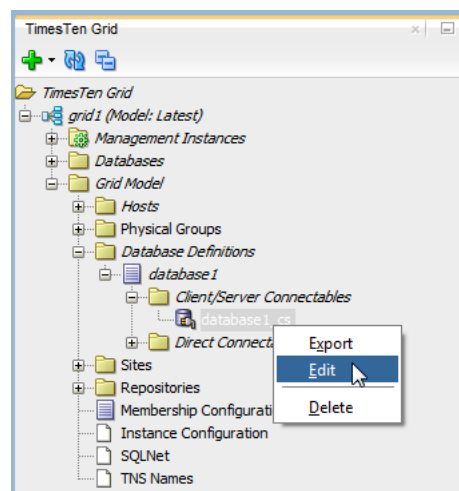 TimesTen Grid
TimesTen Grid
grid1 (Model: Latest)
Management Instances
Databases
Grid Model
Hosts
Physical Groups
Database Definitions
database1
Client/Server Connectables
database1_cs
Export
Direct Connecta
Edit
Sites
Repositories
Delete
Membership Configurati
Instance Configuration
SQLNet
TNS Names